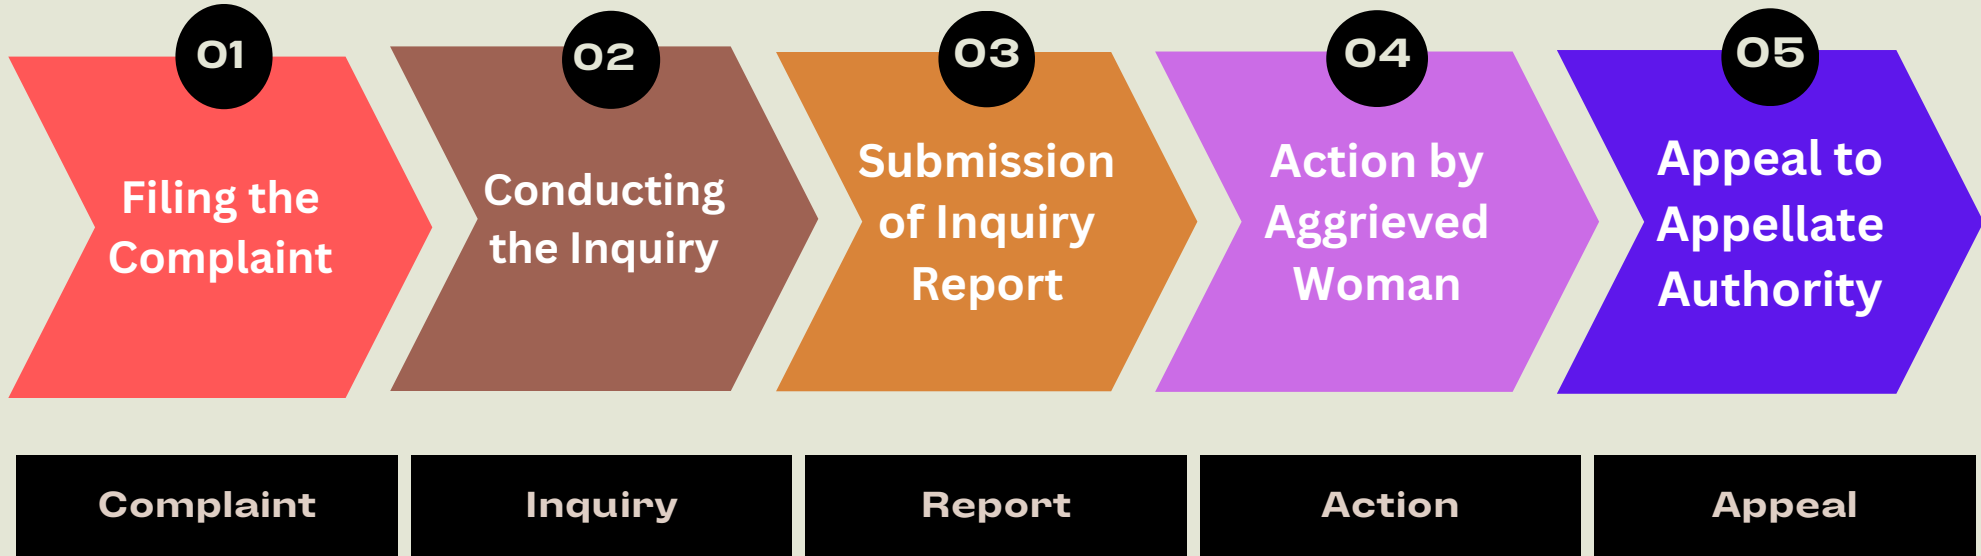 01
Filing the
Complaint
02
Conducting
the Inquiry
03
Submission
of Inquiry
Report
04
Action by
Aggrieved
Woman
05
Appeal to
Appellate
Authority
Complaint
Inquiry
Report
Action
Appeal